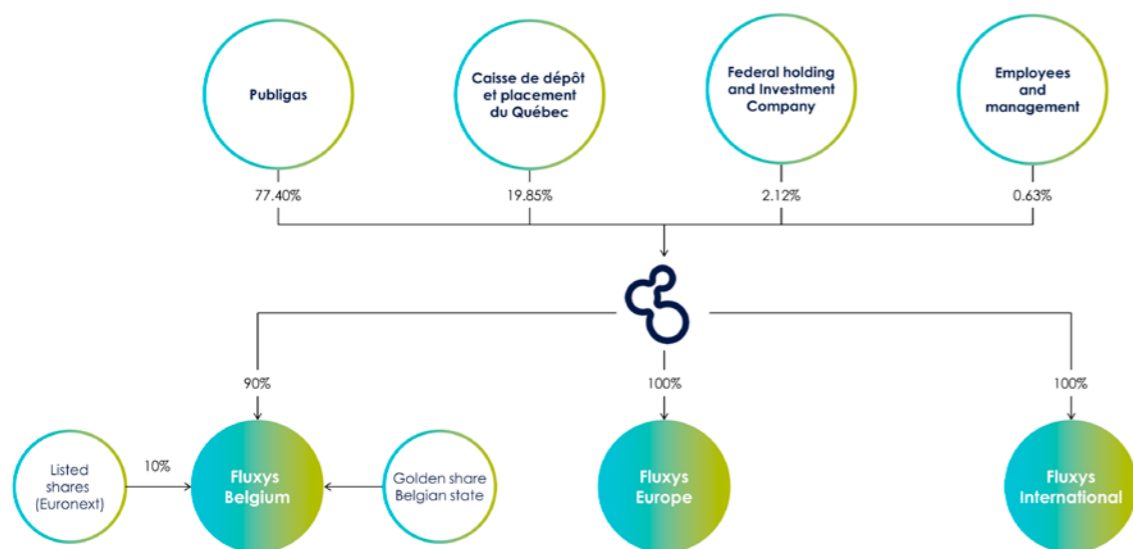 Publigas
Caisse de dépôt
et placement
du Québec
Federal holding
and Investment
Company
Employees
and
management
77.40%
19.85%
2.12%
0.63%
90%
100%
100%
Listed
shares
(Euronext)
10%
Fluxys
Belgium
Golden share
Belgian state
Fluxys
Europe
Fluxys
International